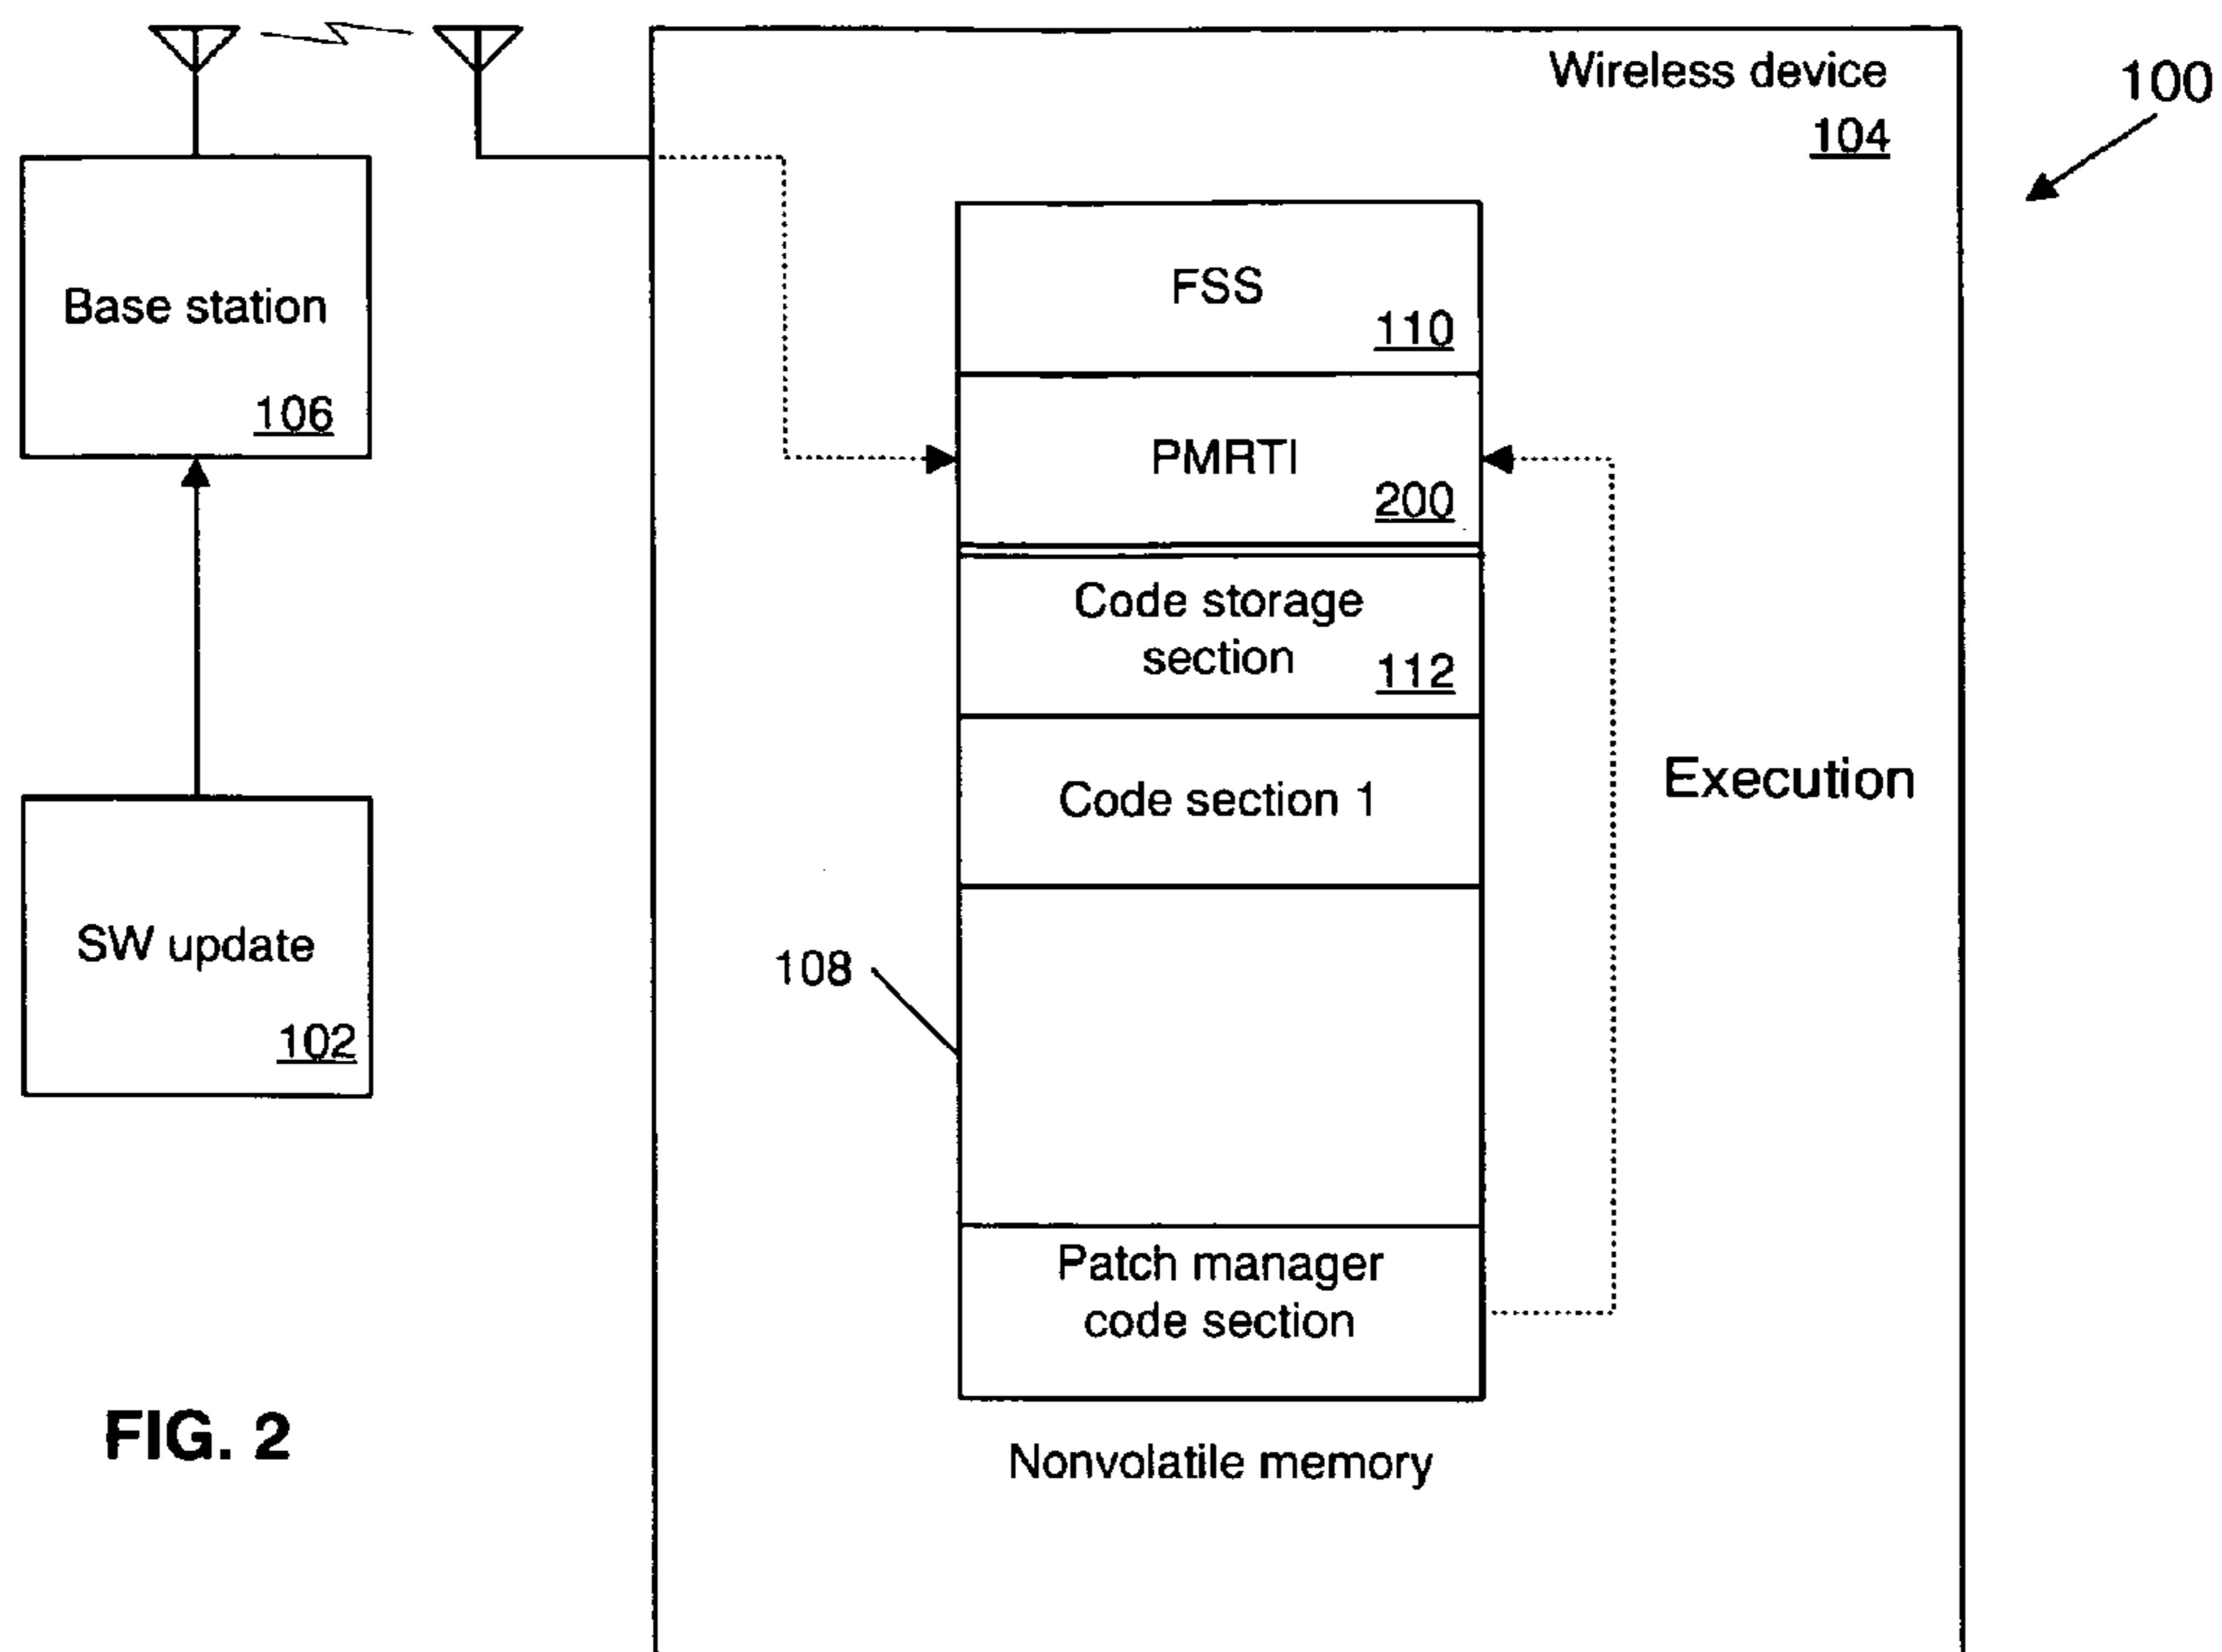 Wireless device
104
100
Base station
106
FSS
110
PMRTI
200
Code storage
section
112
Code section 1
Execution
SW update
102
108
Patch manager
code section
FIG. 2
Nonvolatile memory